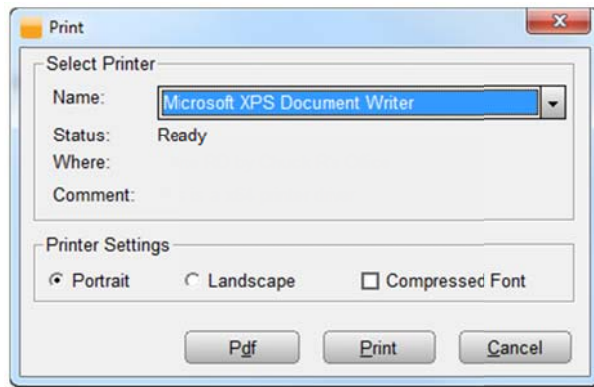 Print
Select Printer
Name: Microsoft XPS Document Writer
Status: Ready
Where:
Comment:
Printer Settings
Portrait Landscape Compressed Font
Pdf Print Cancel